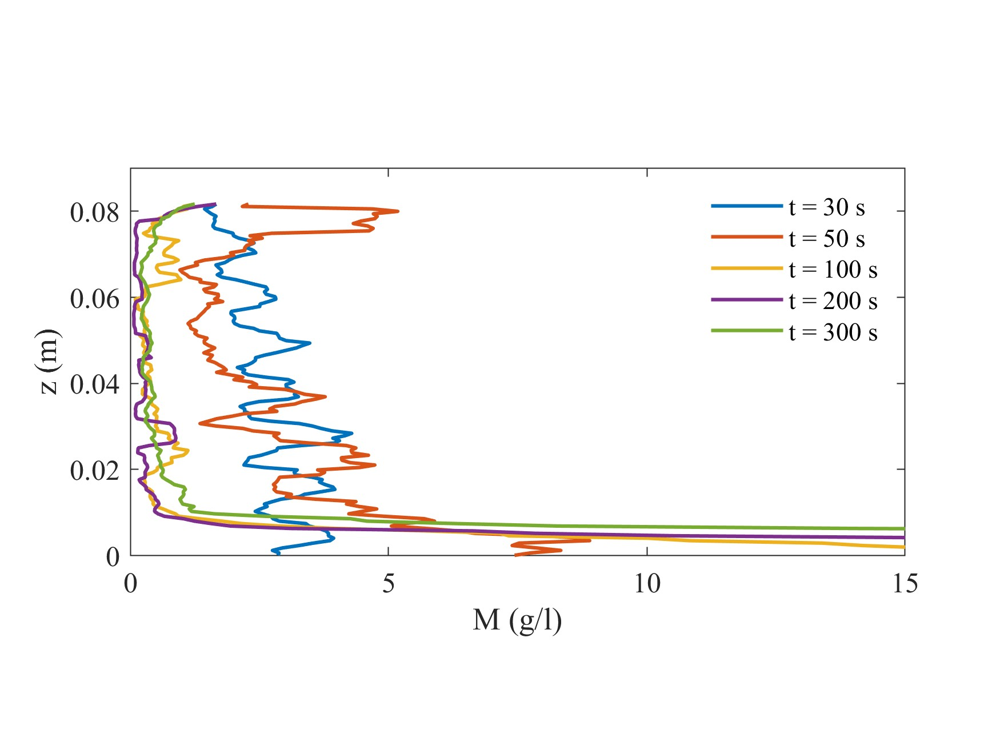 0.08
0.06
0.04
0.02
0
z (m)
0 5 10 15
M (g/l)
t = 30 s
t = 50 s
t = 100 s
t = 200 s
t = 300 s